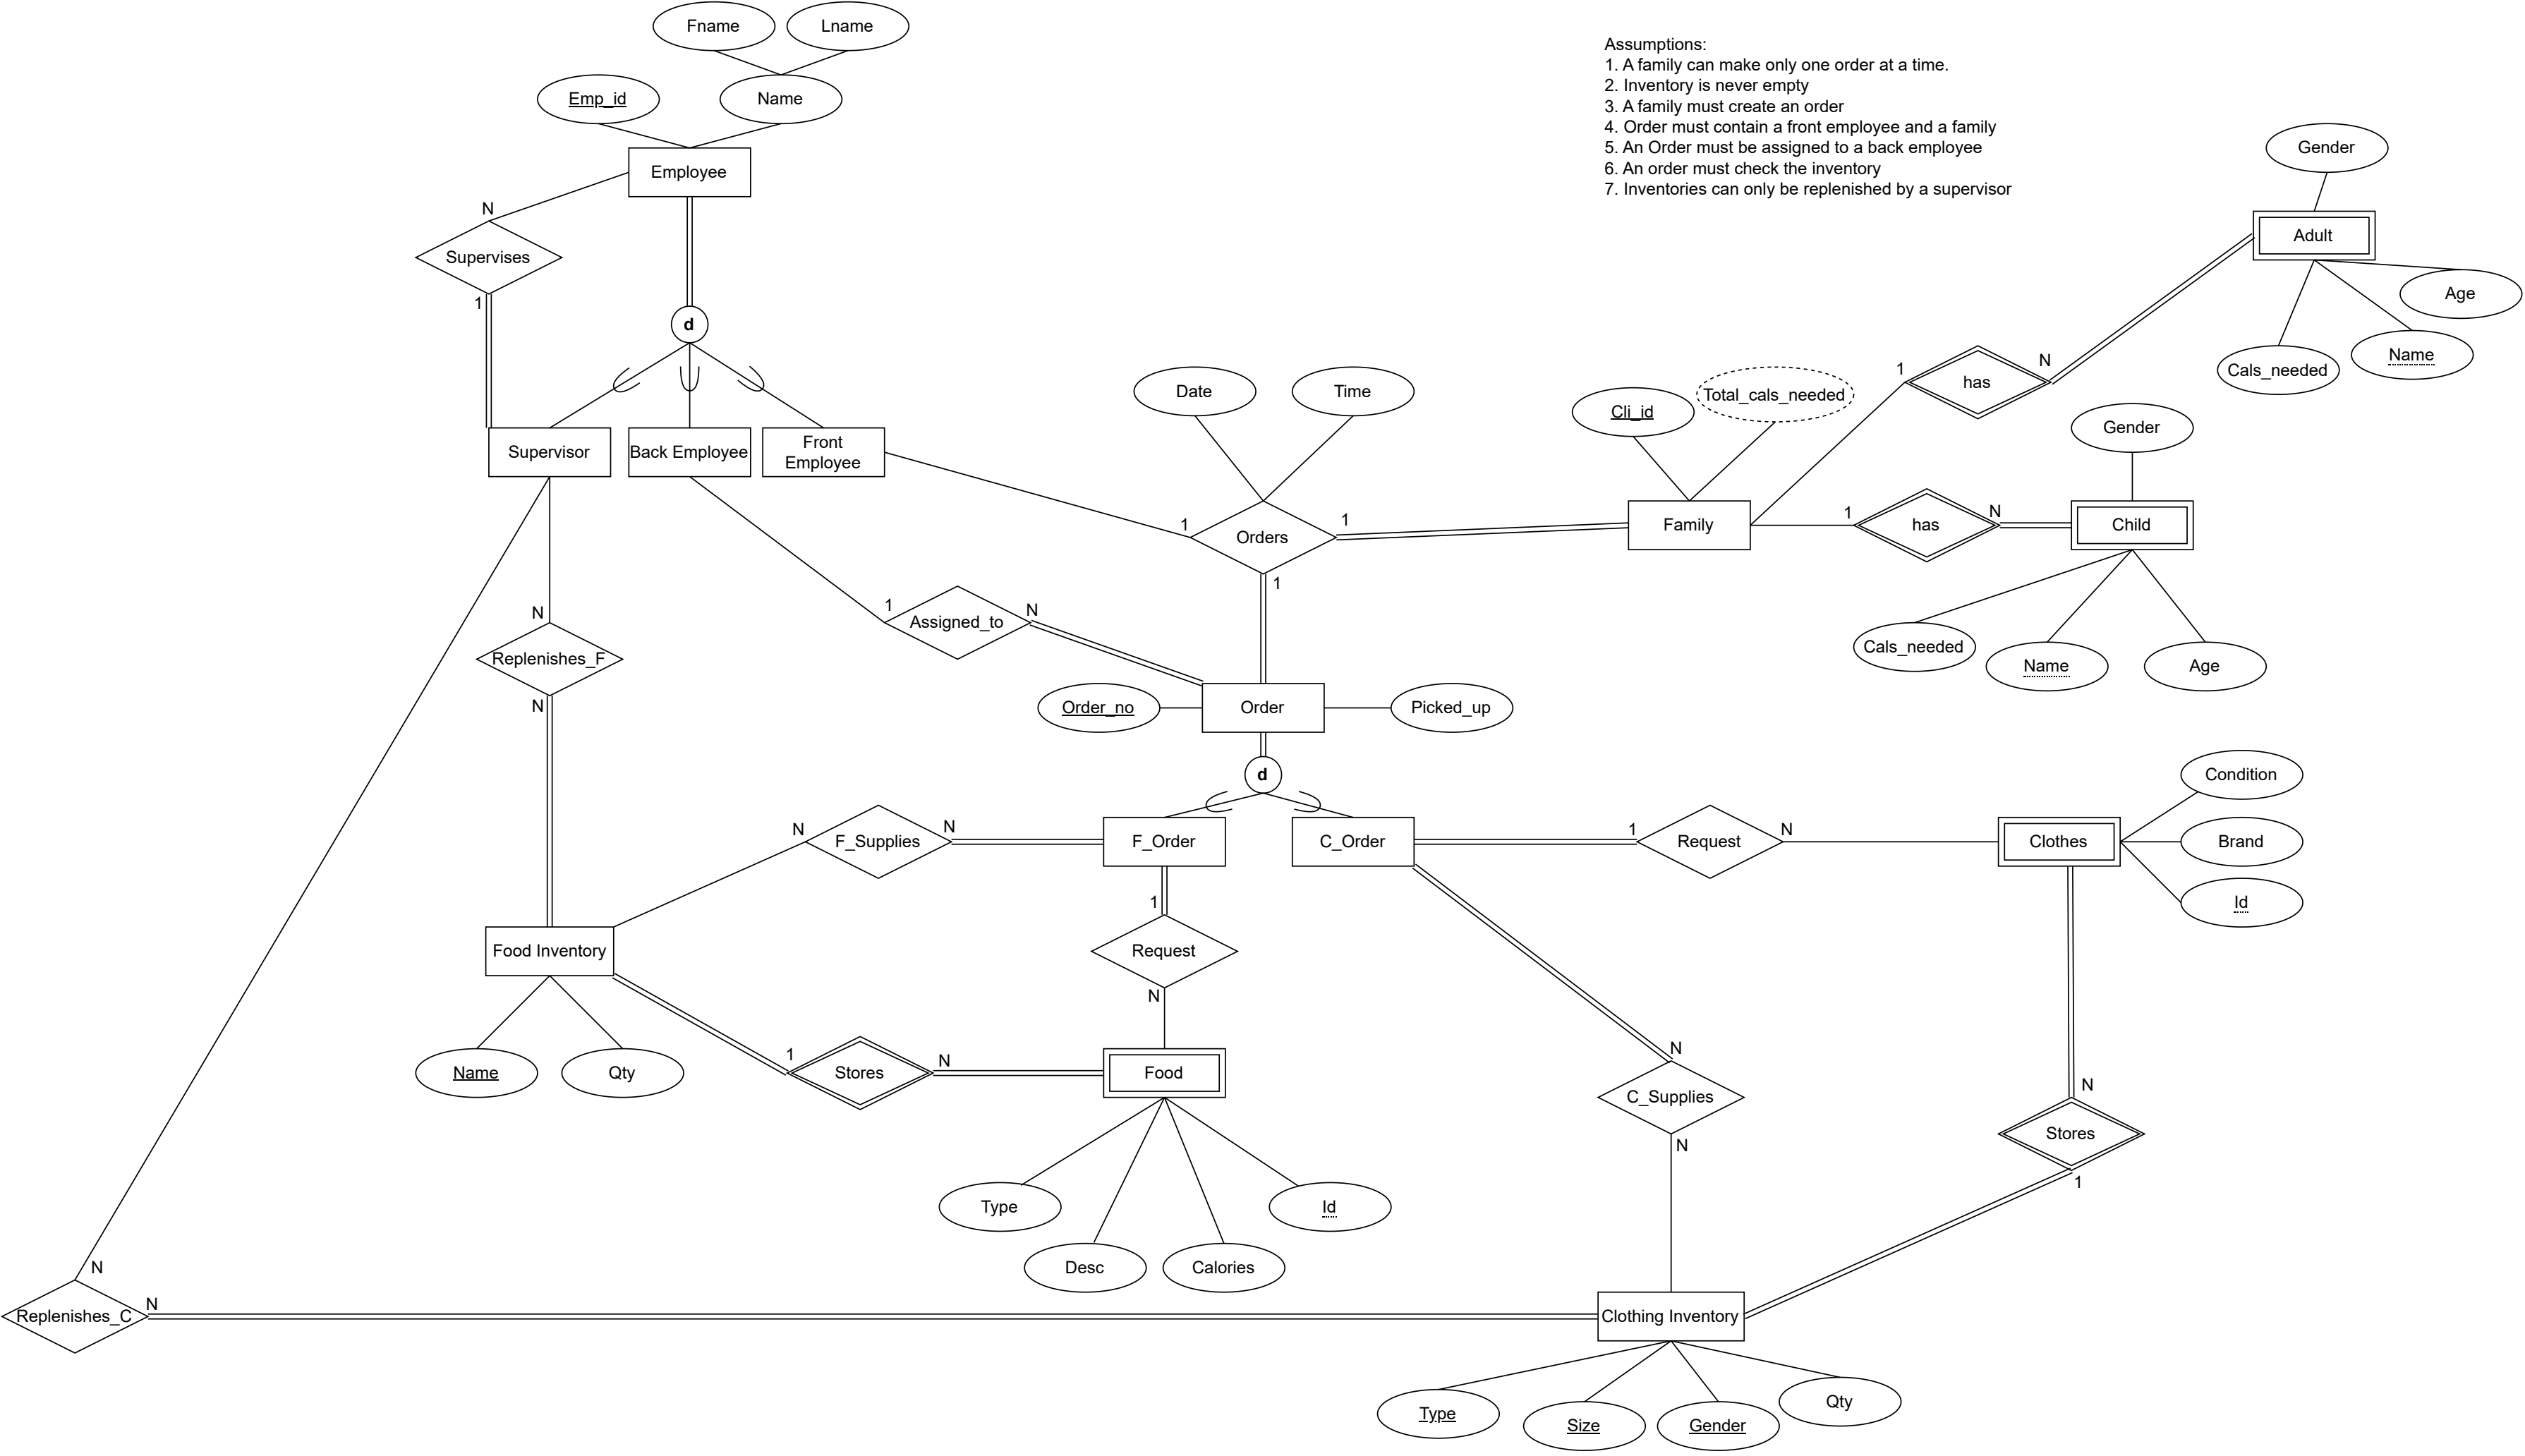 Fname
Lname
Emp_id
Name
Employee
Assumptions:
1. A family can make only one order at a time.
2. Inventory is never empty
3. A family must create an order
4. Order must contain a front employee and a family
5. An Order must be assigned to a back employee
6. An order must check the inventory
7. Inventories can only be replenished by a supervisor
Gender
Adult
Age
Name
Cals_needed
N
Supervises
1
d
Supervisor
Back Employee
Front
Employee
Date
Time
Cli_id
Total_cals_needed
1
has
N
Gender
1
Orders
1
1
Family
1
has
N
Child
Cals_needed
Name
Age
1
Assigned_to
N
N
Replenishes_F
N
Order_no
Order
Picked_up
d
N
F_Supplies
N
F_Order
C_Order
1
Request
N
Clothes
Condition
Brand
Id
Food Inventory
1
Request
N
Name
Qty
1
Stores
N
Food
N
C_Supplies
N
N
Stores
1
Type
Id
Desc
Calories
N
Replenishes_C
N
Clothing Inventory
Type
Size
Gender
Qty